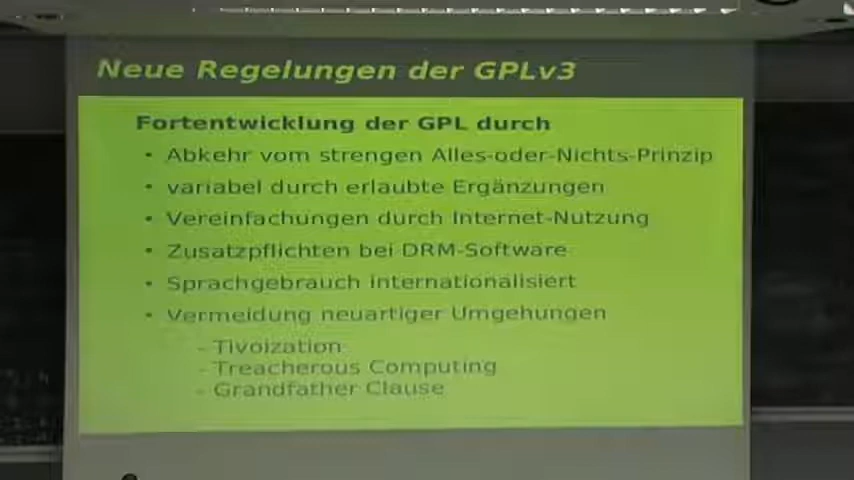 Neue Regelungen der GPLv3
Fortentwicklung der GPL durch
• Abkehr vom strengen Alles-oder-Nichts-Prinzip
• variabel durch erlaubte Ergänzungen
• Vereinfachungen durch Internet-Nutzung
• Zusatzpflichten bei DRM-Software
• Sprachgebrauch internationalisiert
• Vermeidung neuartiger Umgehungen
- Tivoization
- Treacherous Computing
- Grandfather Clause